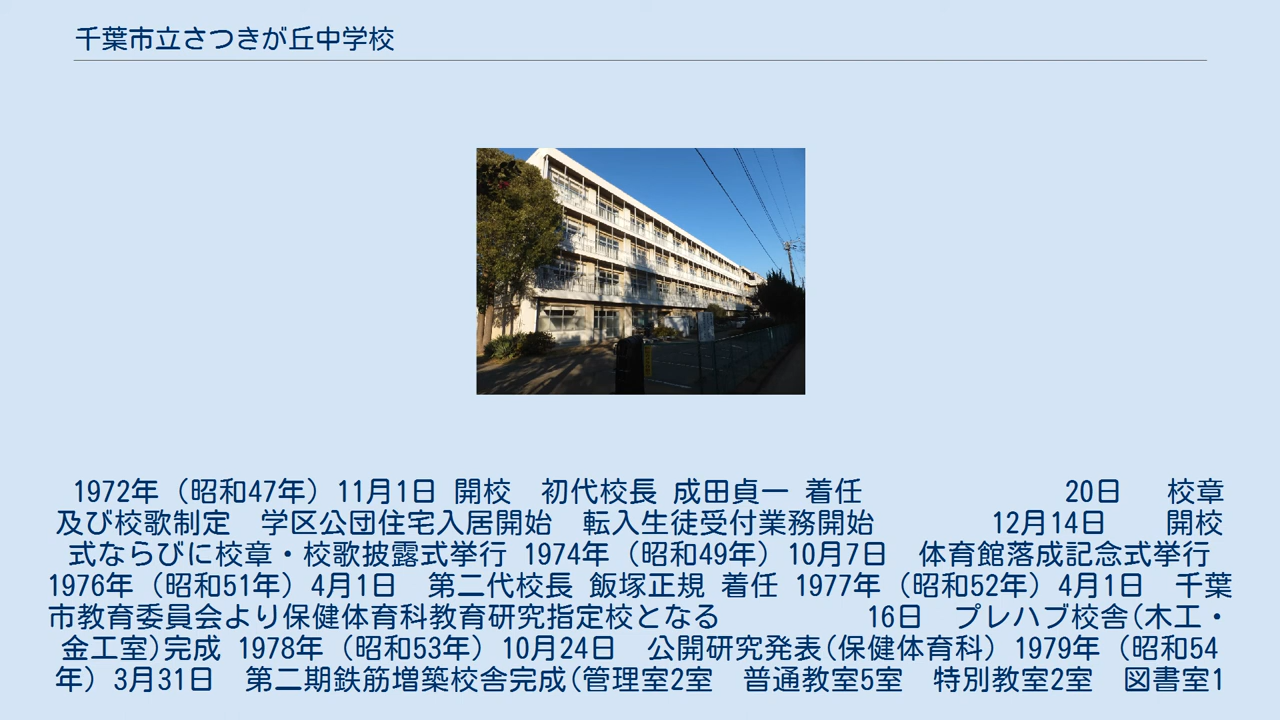 千葉市立さつきが丘中学校
1972年（昭和47年）11月1日 開校　初代校長 成田貞一 着任　　　　　　　20日　 校章
及び校歌制定　学区公団住宅入居開始　転入生徒受付業務開始　　　　12月14日　　開校
式ならびに校章・校歌披露式挙行 1974年（昭和49年）10月7日　体育館落成記念式挙行
1976年（昭和51年）4月1日　第二代校長 飯塚正規 着任 1977年（昭和52年）4月1日　千葉
市教育委員会より保健体育科教育研究指定校となる　　　　　16日　プレハブ校舎(木工・
金工室)完成 1978年（昭和53年）10月24日　公開研究発表(保健体育科) 1979年（昭和54
年）3月31日　第二期鉄筋増築校舎完成(管理室2室　普通教室5室　特別教室2室　図書室1